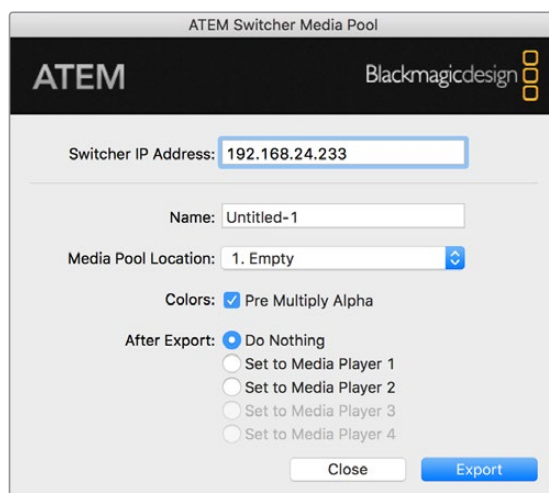 ATEM Switcher Media Pool
ATEM
Blackmagicdesign
Switcher IP Address: 192.168.24.233
Name: Untitled-1
Media Pool Location: 1. Empty
Colors: Pre Multiply Alpha
After Export: Do Nothing
Set to Media Player 1
Set to Media Player 2
Set to Media Player 3
Set to Media Player 4
Close Export